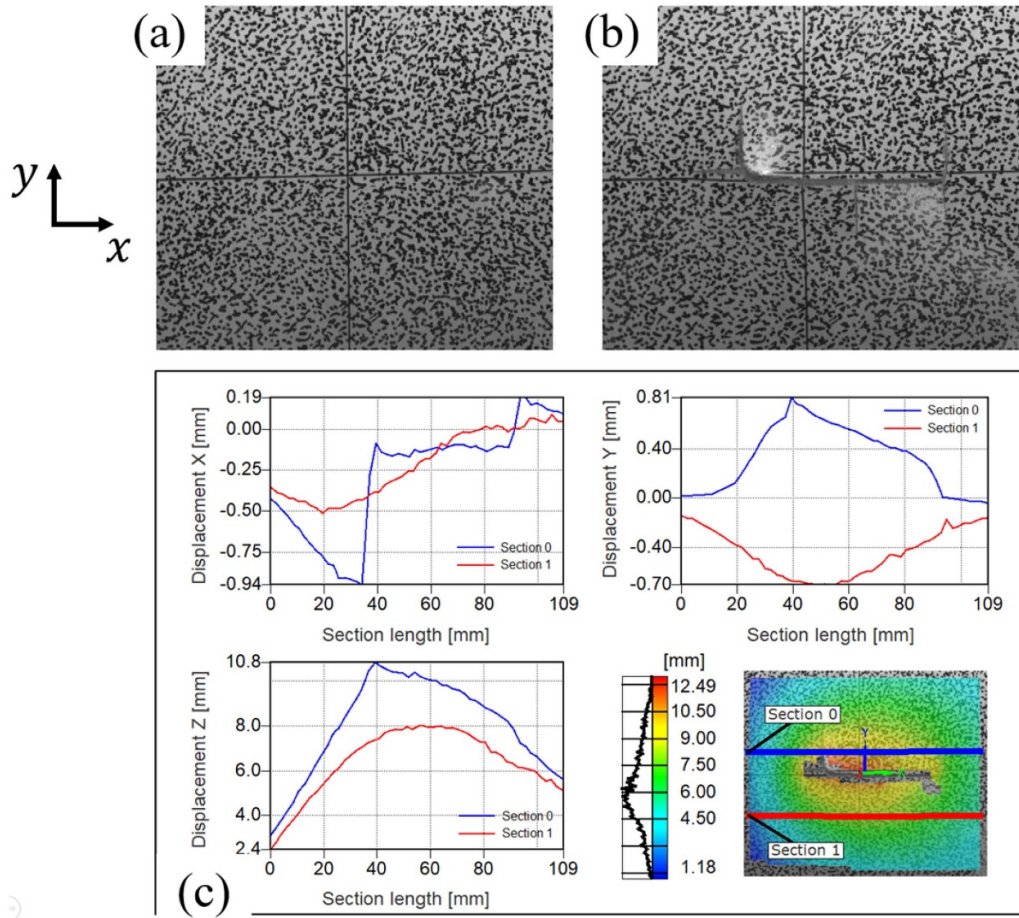 (a)
(b)
y
x
Displacement X [mm]
0.19
0.00
-0.25
-0.50
-0.75
-0.94
Section 0
Section 1
0 20 40 60 80 109
Section length [mm]
Displacement Y [mm]
0.81
0.40
0.00
-0.40
-0.70
Section 0
Section 1
0 20 40 60 80 109
Section length [mm]
Displacement Z [mm]
10.8
8.0
6.0
4.0
2.4
Section 0
Section 1
0 20 40 60 80 109
Section length [mm]
[mm]
12.49
10.50
9.00
7.50
6.00
4.50
1.18
Section 0
Y
Section 1
(c)